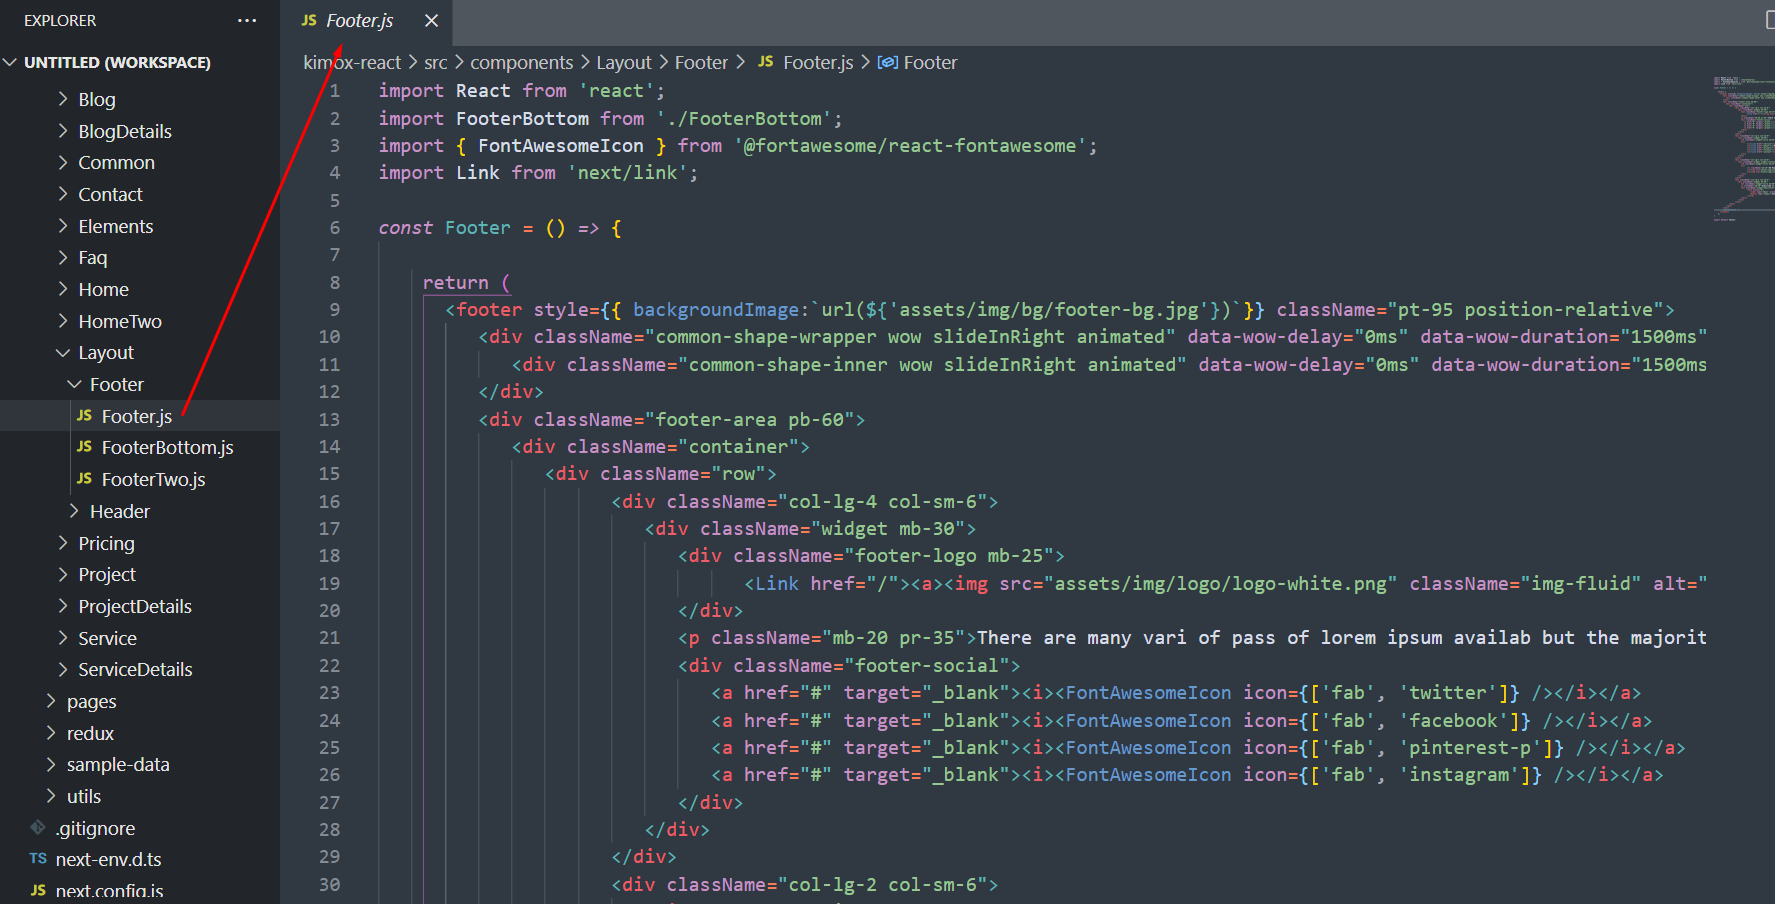 EXPLORER
UNTITLED (WORKSPACE)
Blog
BlogDetails
Common
Contact
Elements
Faq
Home
HomeTwo
Layout
Footer
JS Footer.js
JS FooterBottom.js
JS FooterTwo.js
Header
Pricing
Project
ProjectDetails
Service
ServiceDetails
pages
redux
sample-data
utils
.gitignore
TS next-env.d.ts
JS next.config.js
JS Footer.js
kimox-react > src > components > Layout > Footer > JS Footer.js > Footer
1 import React from 'react';
2 import FooterBottom from './FooterBottom';
3 import { FontAwesomeIcon } from '@fortawesome/react-fontawesome';
4 import Link from 'next/link';
5
6 const Footer = () => {
7
8 return (
9 <footer style={{ backgroundImage:`url(${'assets/img/bg/footer-bg.jpg'})`}} className="pt-95 position-relative">
10 <div className="common-shape-wrapper wow slideInRight animated" data-wow-delay="0ms" data-wow-duration="1500ms"
11 <div className="common-shape-inner wow slideInRight animated" data-wow-delay="0ms" data-wow-duration="1500ms
12 </div>
13 <div className="footer-area pb-60">
14 <div className="container">
15 <div className="row">
16 <div className="col-lg-4 col-sm-6">
17 <div className="widget mb-30">
18 <div className="footer-logo mb-25">
19 <Link href="/"><a><img src="assets/img/logo/logo-white.png" className="img-fluid" alt="
20 </div>
21 <p className="mb-20 pr-35">There are many vari of pass of lorem ipsum availab but the majorit
22 <div className="footer-social">
23 <a href="#" target="_blank"><i><FontAwesomeIcon icon={['fab', 'twitter']} /></i></a>
24 <a href="#" target="_blank"><i><FontAwesomeIcon icon={['fab', 'facebook']} /></i></a>
25 <a href="#" target="_blank"><i><FontAwesomeIcon icon={['fab', 'pinterest-p']} /></i></a>
26 <a href="#" target="_blank"><i><FontAwesomeIcon icon={['fab', 'instagram']} /></i></a>
27 </div>
28 </div>
29 </div>
30 <div className="col-lg-2 col-sm-6">